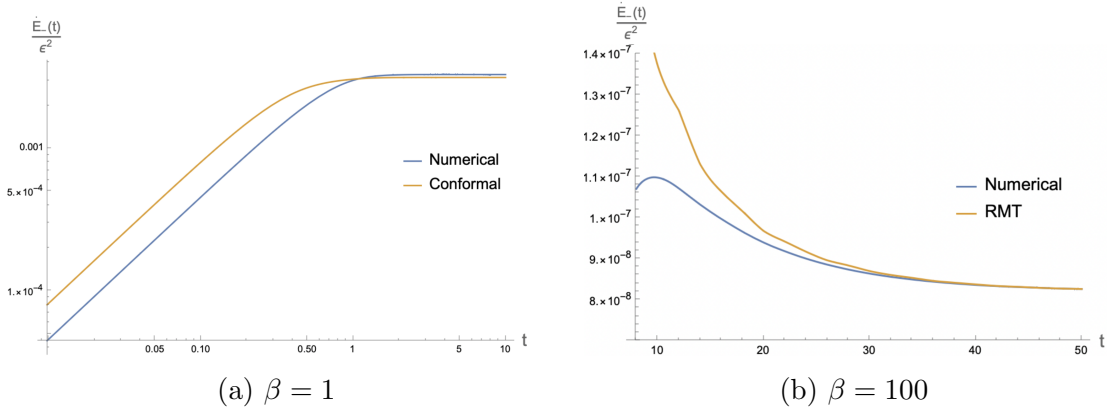 Ė_(t)
ϵ²
0.001
5.×10⁻⁴
1.×10⁻⁴
0.05
0.10
0.50
1
5
10
t
Numerical
Conformal
(a) β = 1
Ė_(t)
ϵ²
1.4×10⁻⁷
1.3×10⁻⁷
1.2×10⁻⁷
1.1×10⁻⁷
1.×10⁻⁷
9.×10⁻⁸
8.×10⁻⁸
10
20
30
40
50
t
Numerical
RMT
(b) β = 100